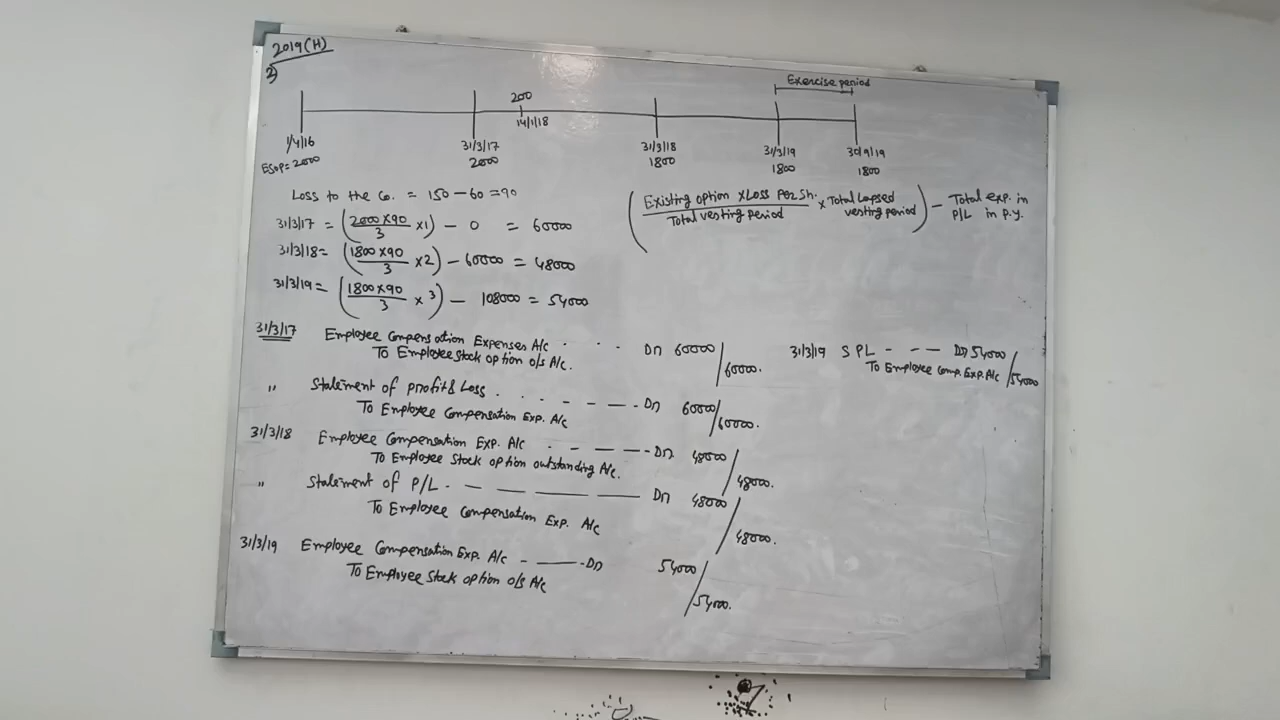 2019(H)
2)
Exercise period
200
14/1/18
1/4/16
31/3/17
31/3/18
31/3/19
30/9/19
ESOP = 2000
2000
1800
1800
1800
Loss to the Co. = 150 - 60 = 90
31/3/17 = (2000 X 90 / 3 X 1) - 0 = 60000
31/3/18 = (1800 X 90 / 3 X 2) - 60000 = 48000
31/3/19 = (1800 X 90 / 3 X 3) - 108000 = 54000
(Existing option X Loss Per Sh. / Total vesting period X Total Lapsed vesting period) - Total exp. in P/L in P.y.
31/3/17 Employee Compensation Expenses A/c . . . Dr 60000
To Employee stock option o/s A/c. /60000.
" Statement of Profit & Loss . . . - - - - Dr 60000
To Employee Compensation Exp. A/c /60000.
31/3/18 Employee Compensation Exp. A/c - - - - Dr. 48000
To Employee Stock option outstanding A/c. /48000.
" Statement of P/L . - - - - Dr 48000
To Employee Compensation Exp. A/c /48000.
31/3/19 Employee Compensation Exp. A/c - - - Dr 54000
To Employee Stock option o/s A/c /54000.
31/3/19 S PL - - - Dr 54000
To Employee Comp. Exp. A/c /54000